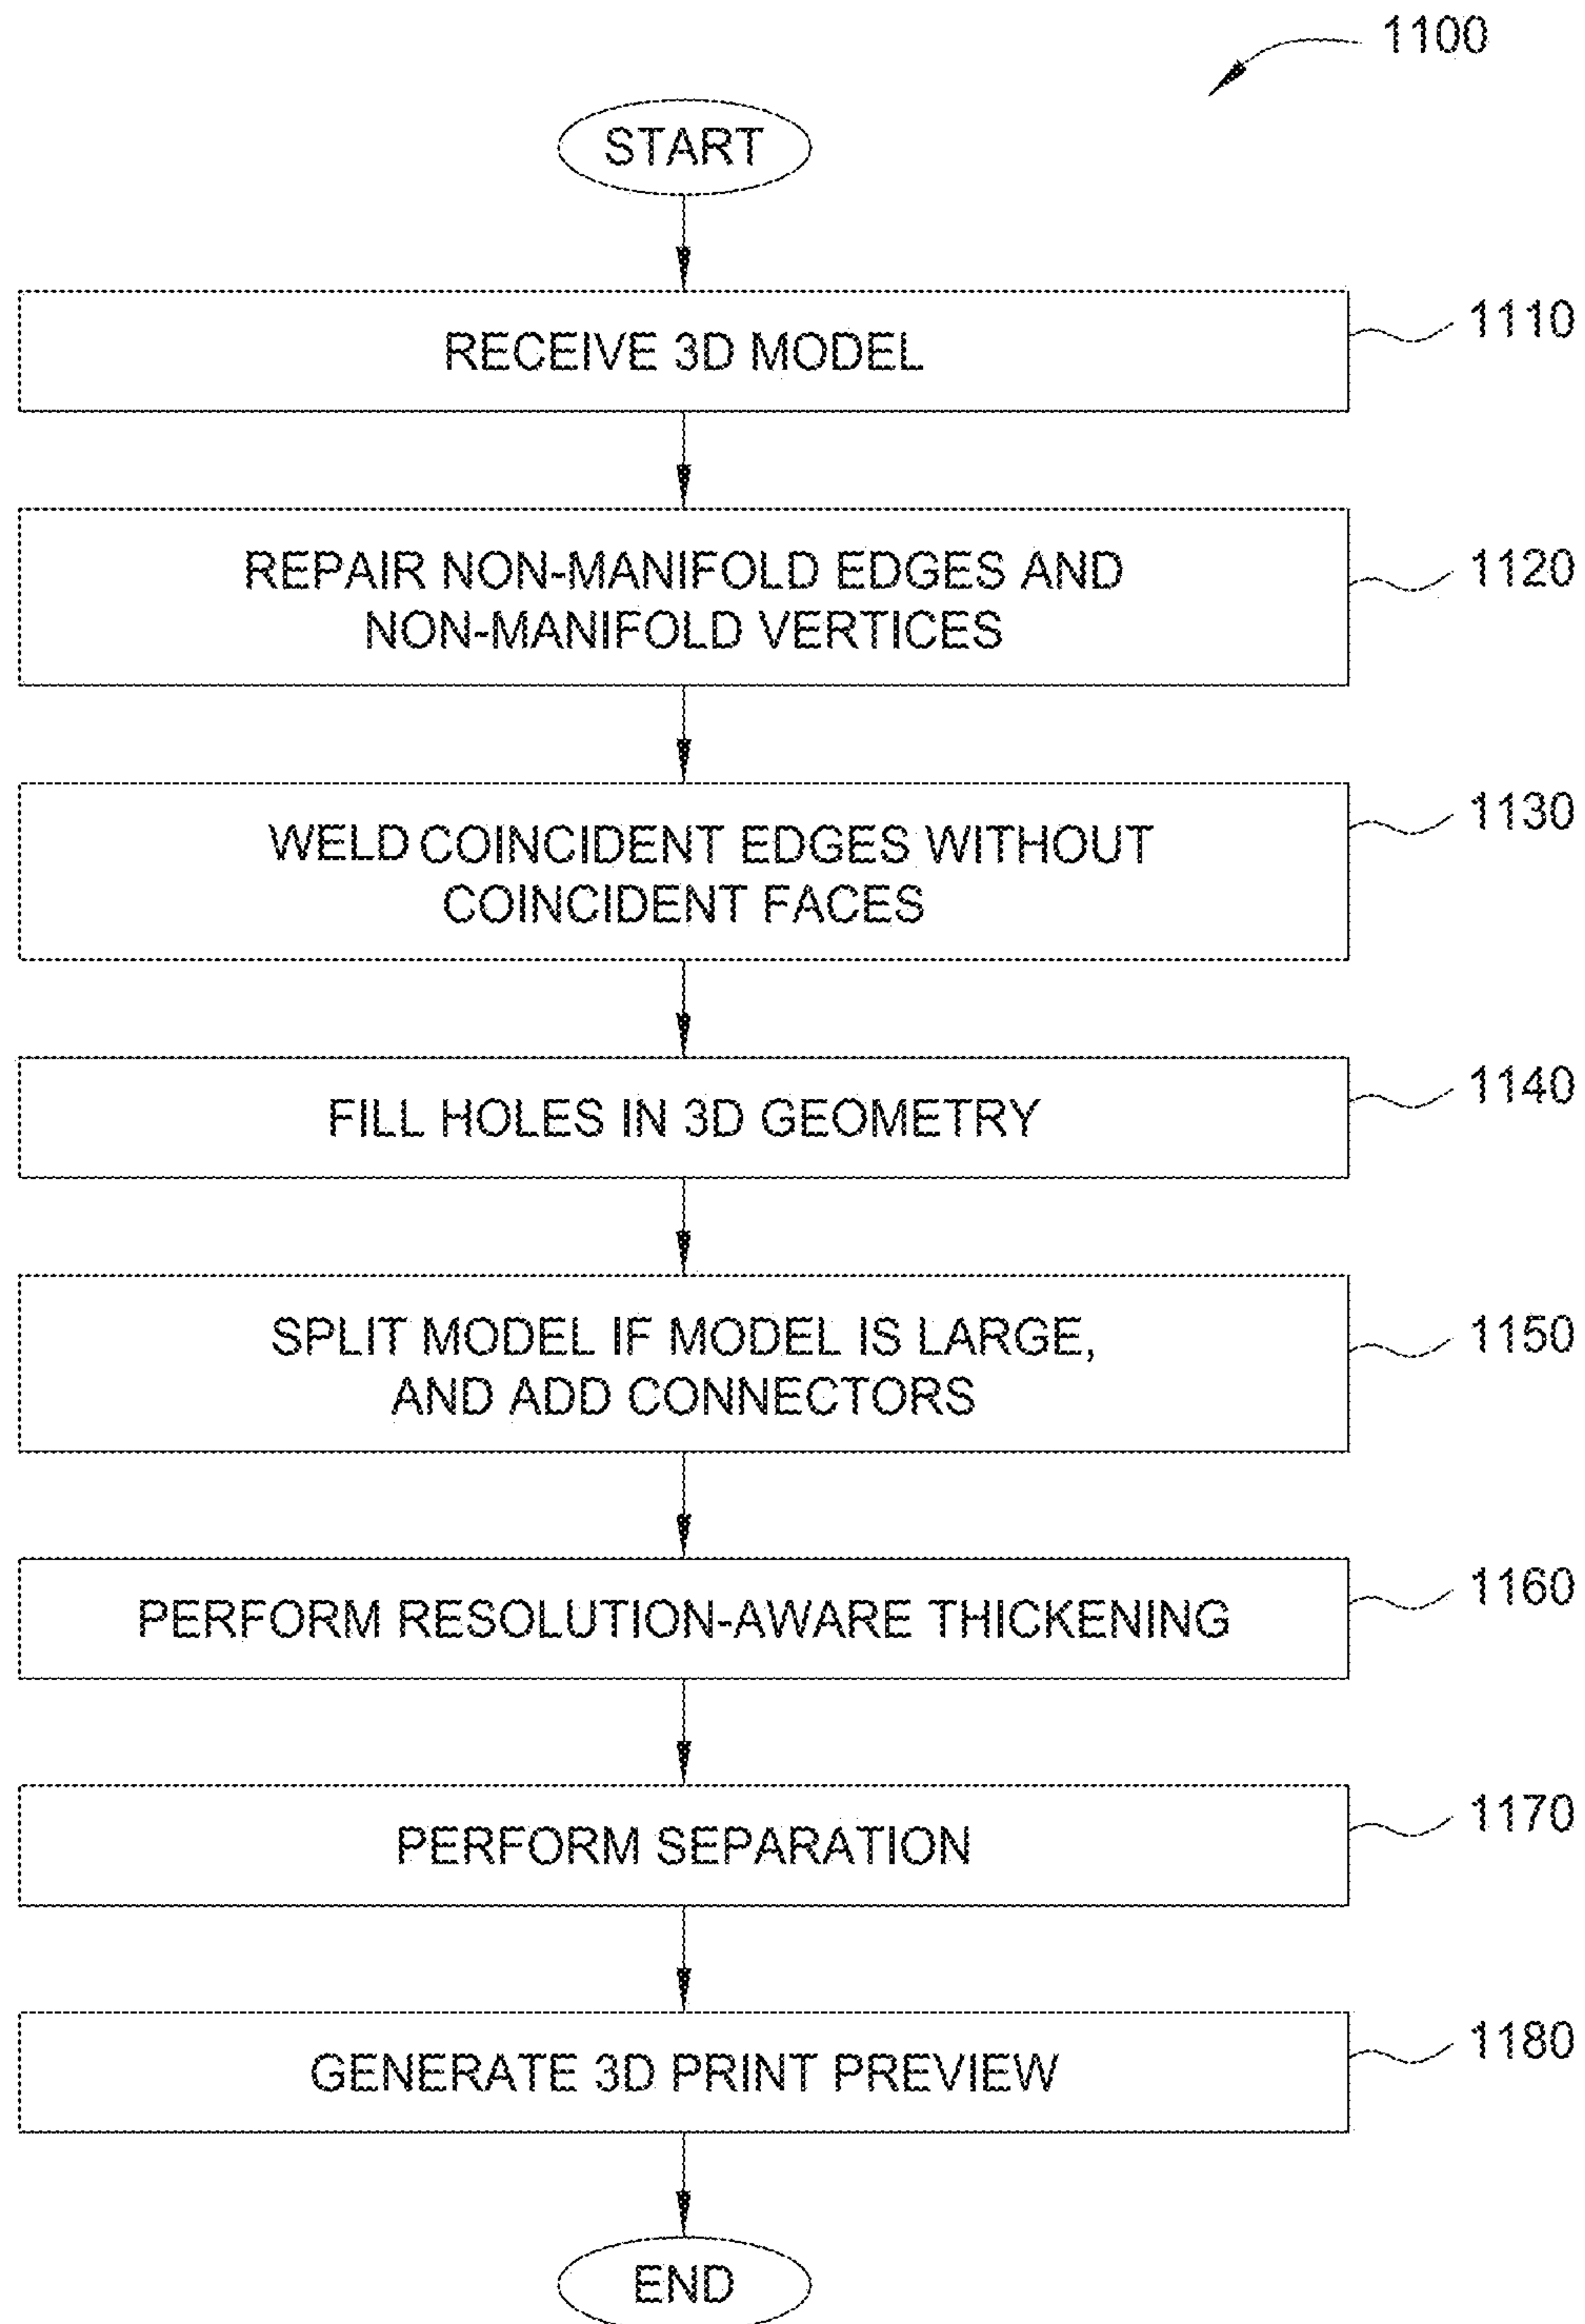 1100
START
RECEIVE 3D MODEL
1110
REPAIR NON-MANIFOLD EDGES AND
NON-MANIFOLD VERTICES
1120
WELD COINCIDENT EDGES WITHOUT
COINCIDENT FACES
1130
FILL HOLES IN 3D GEOMETRY
1140
SPLIT MODEL IF MODEL IS LARGE,
AND ADD CONNECTORS
1150
PERFORM RESOLUTION-AWARE THICKENING
1160
PERFORM SEPARATION
1170
GENERATE 3D PRINT PREVIEW
1180
END